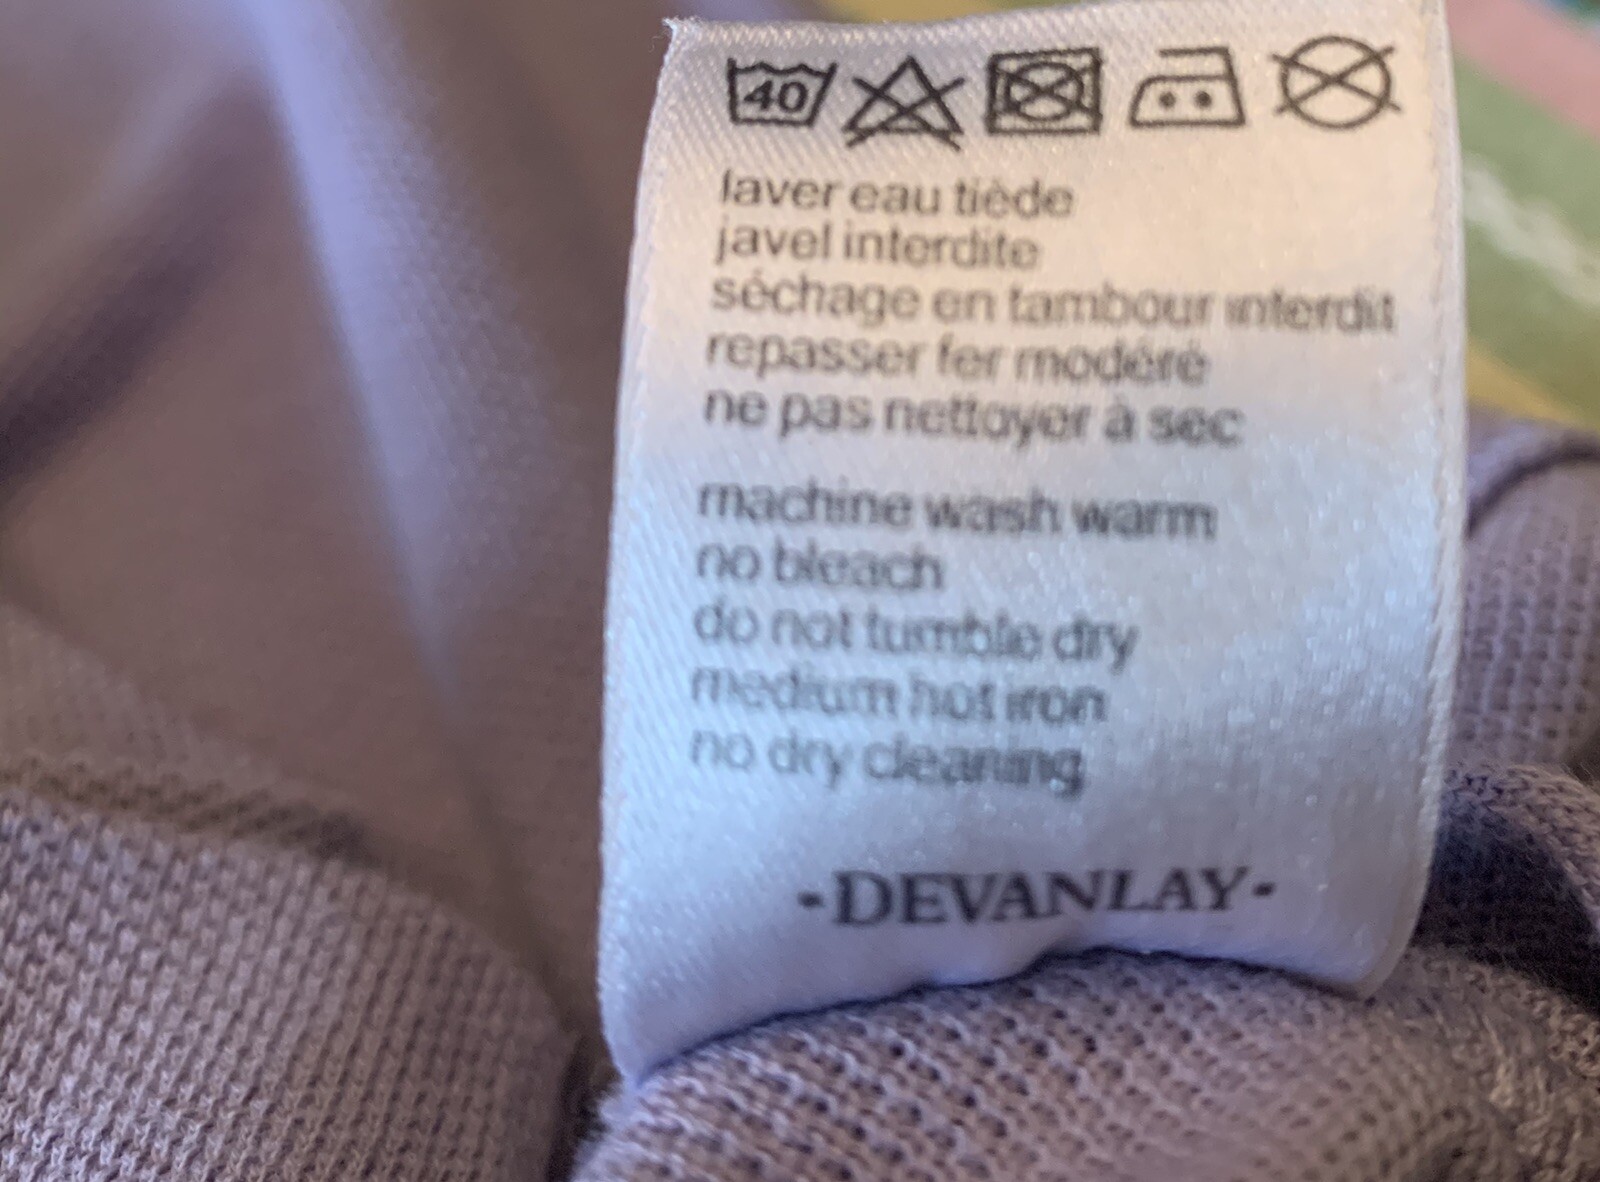 40
laver eau tiède
javel interdite
séchage en tambour interdit
repasser fer modéré
ne pas nettoyer à sec
machine wash warm
no bleach
do not tumble dry
medium hot iron
no dry cleaning
-DEVANLAY-